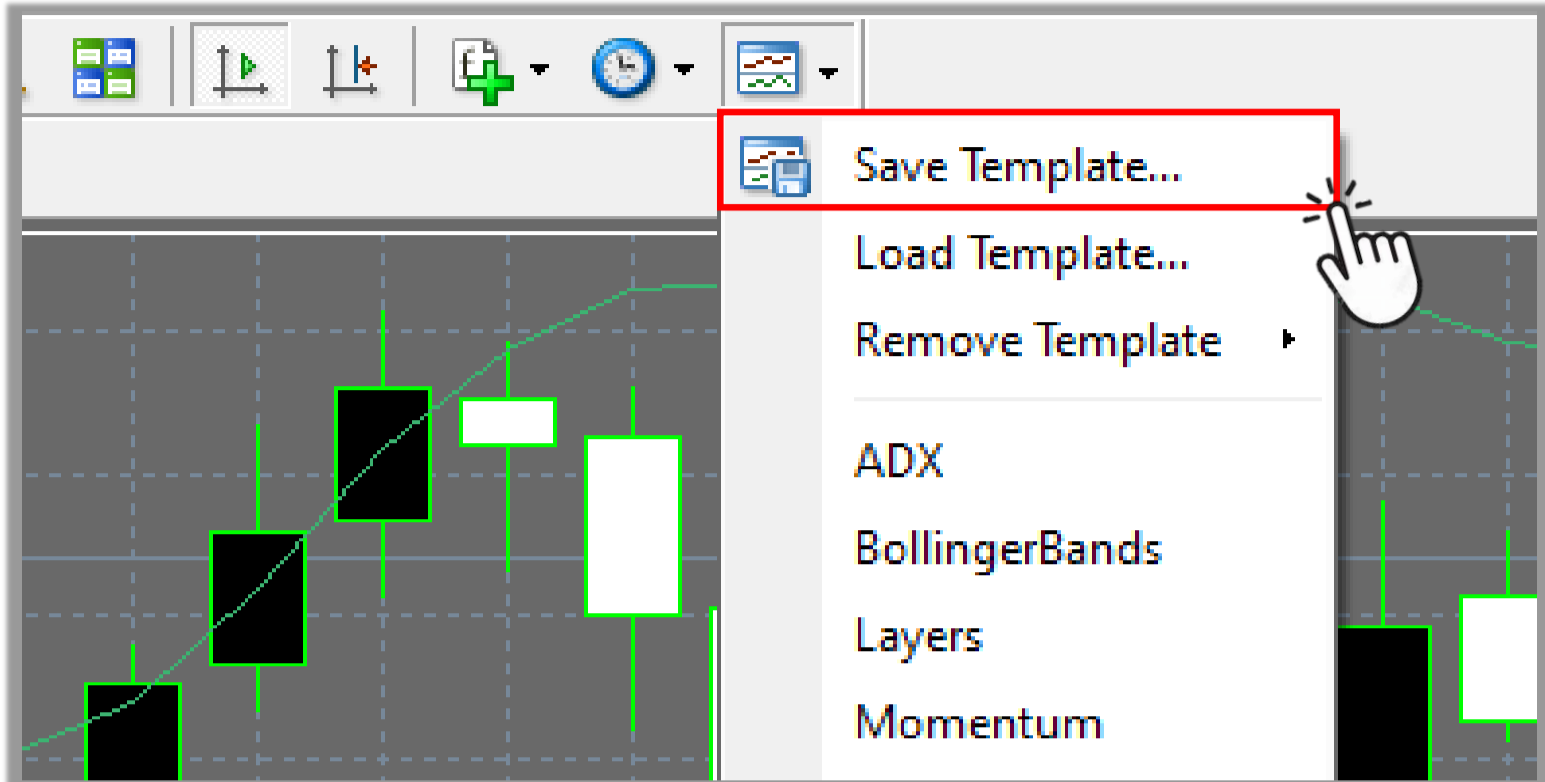 Save Template...
Load Template...
Remove Template
ADX
BollingerBands
Layers
Momentum